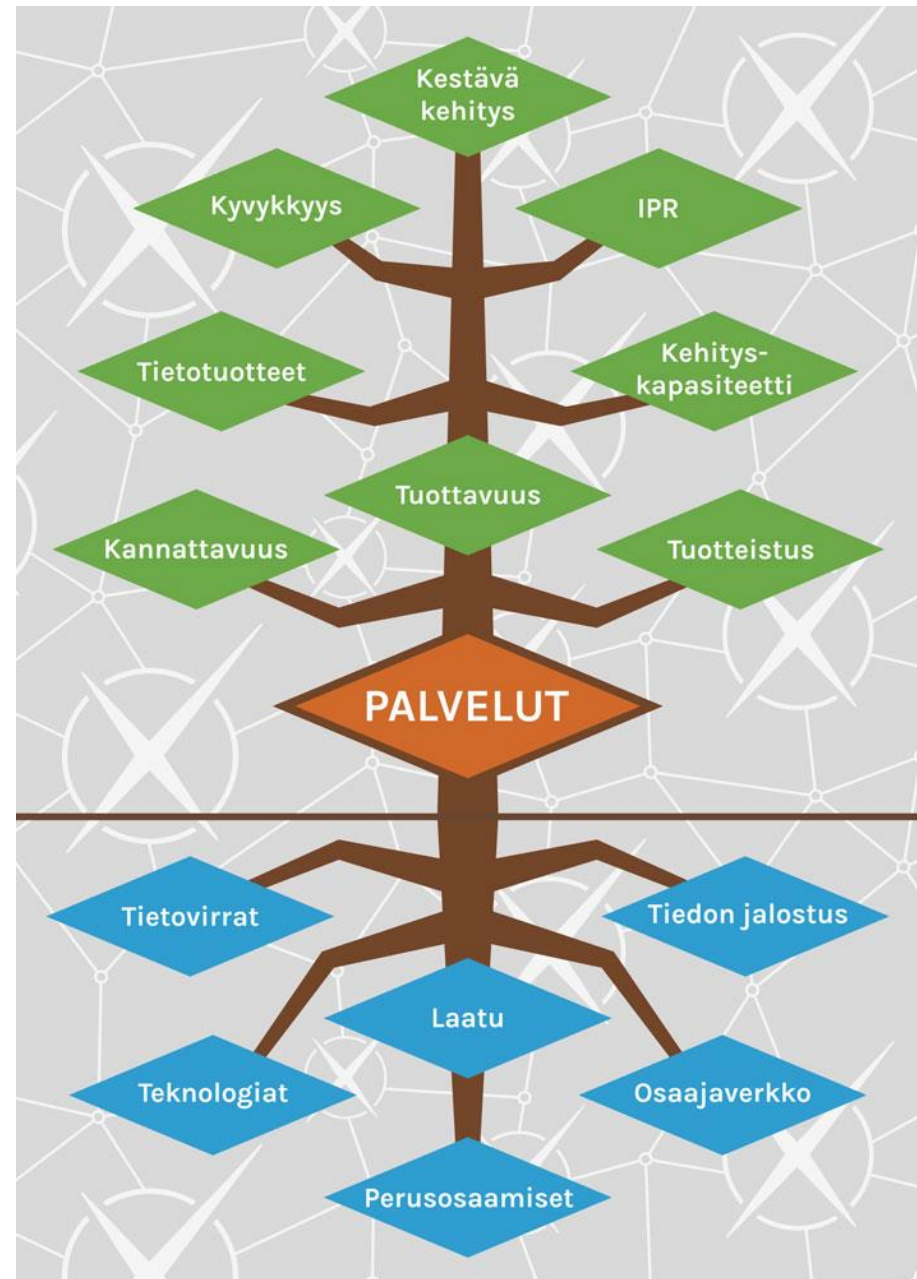 Kestävä
kehitys
Kyvykkyys
IPR
Tietotuotteet
Kehitys-
kapasiteetti
Tuottavuus
Kannattavuus
Tuotteistus
PALVELUT
Tietovirrat
Tiedon jalostus
Laatu
Teknologiat
Osaajaverkko
Perusosaamiset